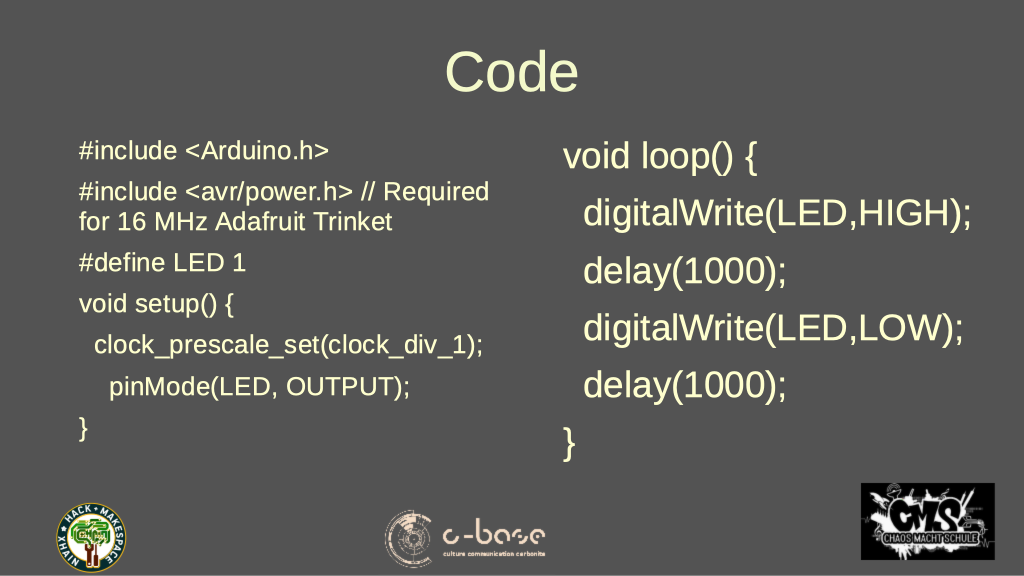 Code
#include <Arduino.h>
#include <avr/power.h> // Required
for 16 MHz Adafruit Trinket
#define LED 1
void setup() {
clock_prescale_set(clock_div_1);
pinMode(LED, OUTPUT);
}
void loop() {
digitalWrite(LED,HIGH);
delay(1000);
digitalWrite(LED,LOW);
delay(1000);
}
XHAIN HACK + MAKESPACE
c-base
culture communication carbonite
CMS
CHAOS MACHT SCHULE